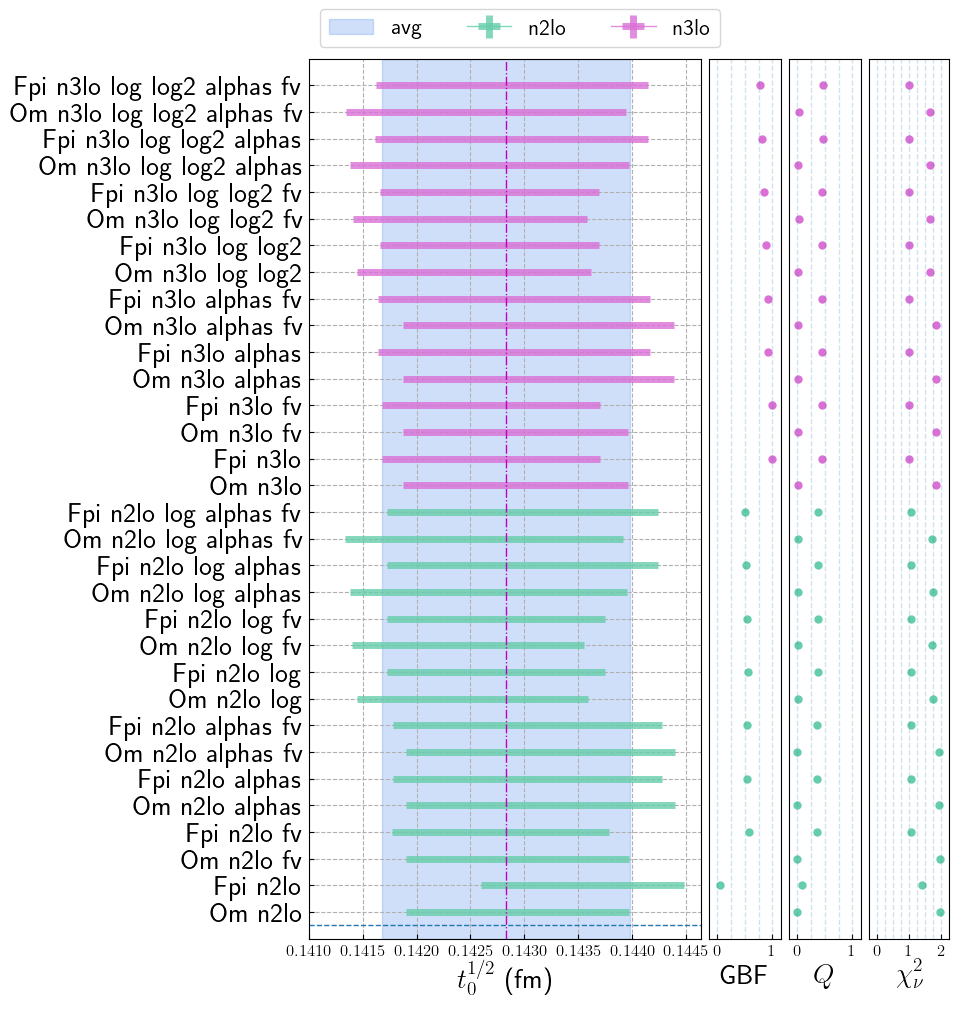 avg n2lo n3lo
Fpi n3lo log log2 alphas fv
Om n3lo log log2 alphas fv
Fpi n3lo log log2 alphas
Om n3lo log log2 alphas
Fpi n3lo log log2 fv
Om n3lo log log2 fv
Fpi n3lo log log2
Om n3lo log log2
Fpi n3lo alphas fv
Om n3lo alphas fv
Fpi n3lo alphas
Om n3lo alphas
Fpi n3lo fv
Om n3lo fv
Fpi n3lo
Om n3lo
Fpi n2lo log alphas fv
Om n2lo log alphas fv
Fpi n2lo log alphas
Om n2lo log alphas
Fpi n2lo log fv
Om n2lo log fv
Fpi n2lo log
Om n2lo log
Fpi n2lo alphas fv
Om n2lo alphas fv
Fpi n2lo alphas
Om n2lo alphas
Fpi n2lo fv
Om n2lo fv
Fpi n2lo
Om n2lo
0.1410 0.1415 0.1420 0.1425 0.1430 0.1435 0.1440 0.1445 0 1 0 1 0 1 2
$t_0^{1/2}$ (fm) GBF $Q$ $\chi^2_\nu$